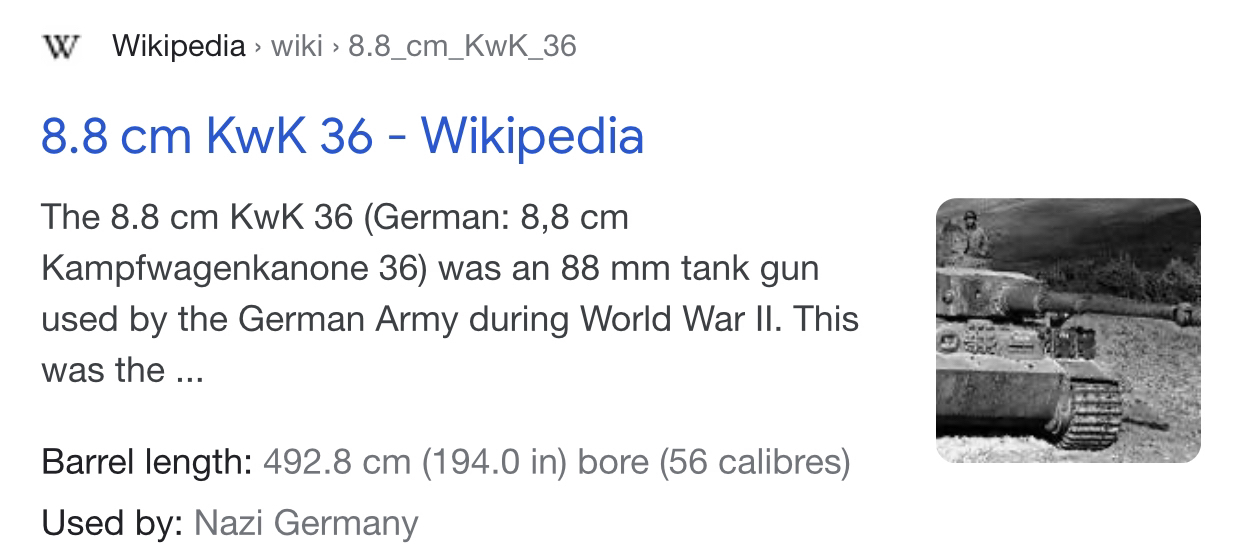 W Wikipedia › wiki › 8.8_cm_KwK_36
8.8 cm KwK 36 - Wikipedia
The 8.8 cm KwK 36 (German: 8,8 cm
Kampfwagenkanone 36) was an 88 mm tank gun
used by the German Army during World War II. This
was the ...
Barrel length: 492.8 cm (194.0 in) bore (56 calibres)
Used by: Nazi Germany